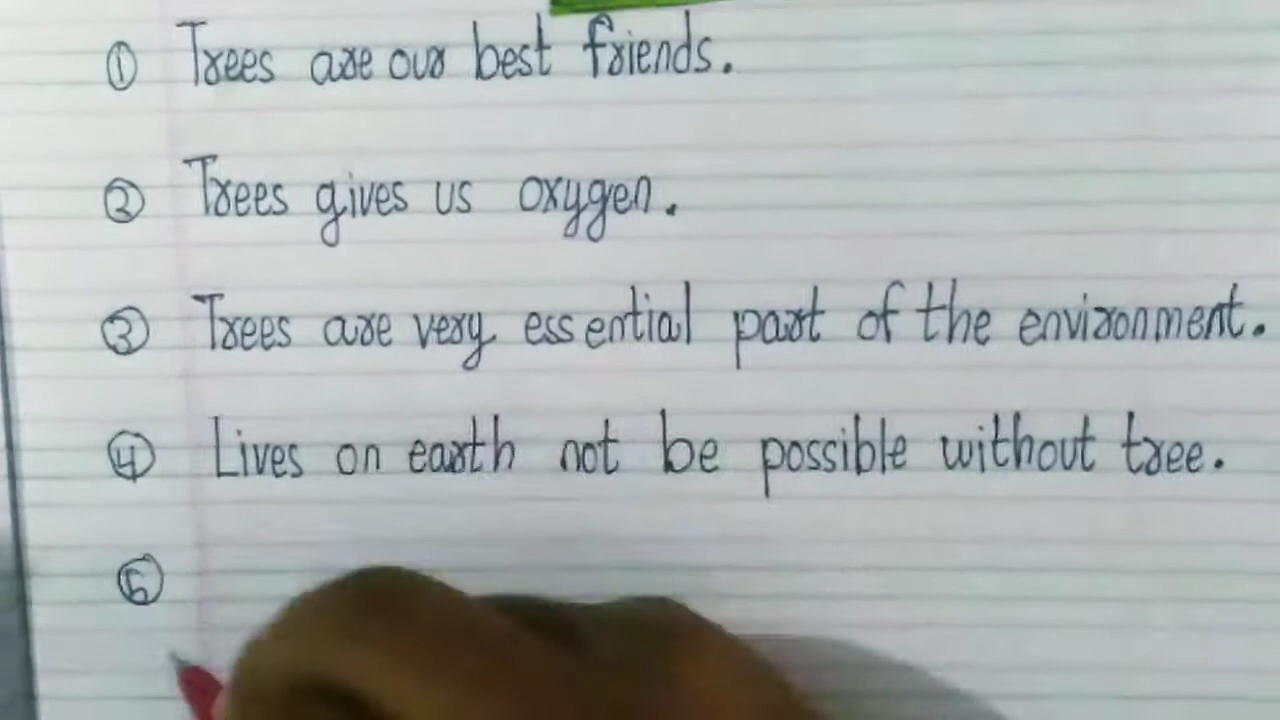 ① Trees are our best friends.
② Trees gives us oxygen.
③ Trees are very essential part of the environment.
④ Lives on earth not be possible without tree.
⑤